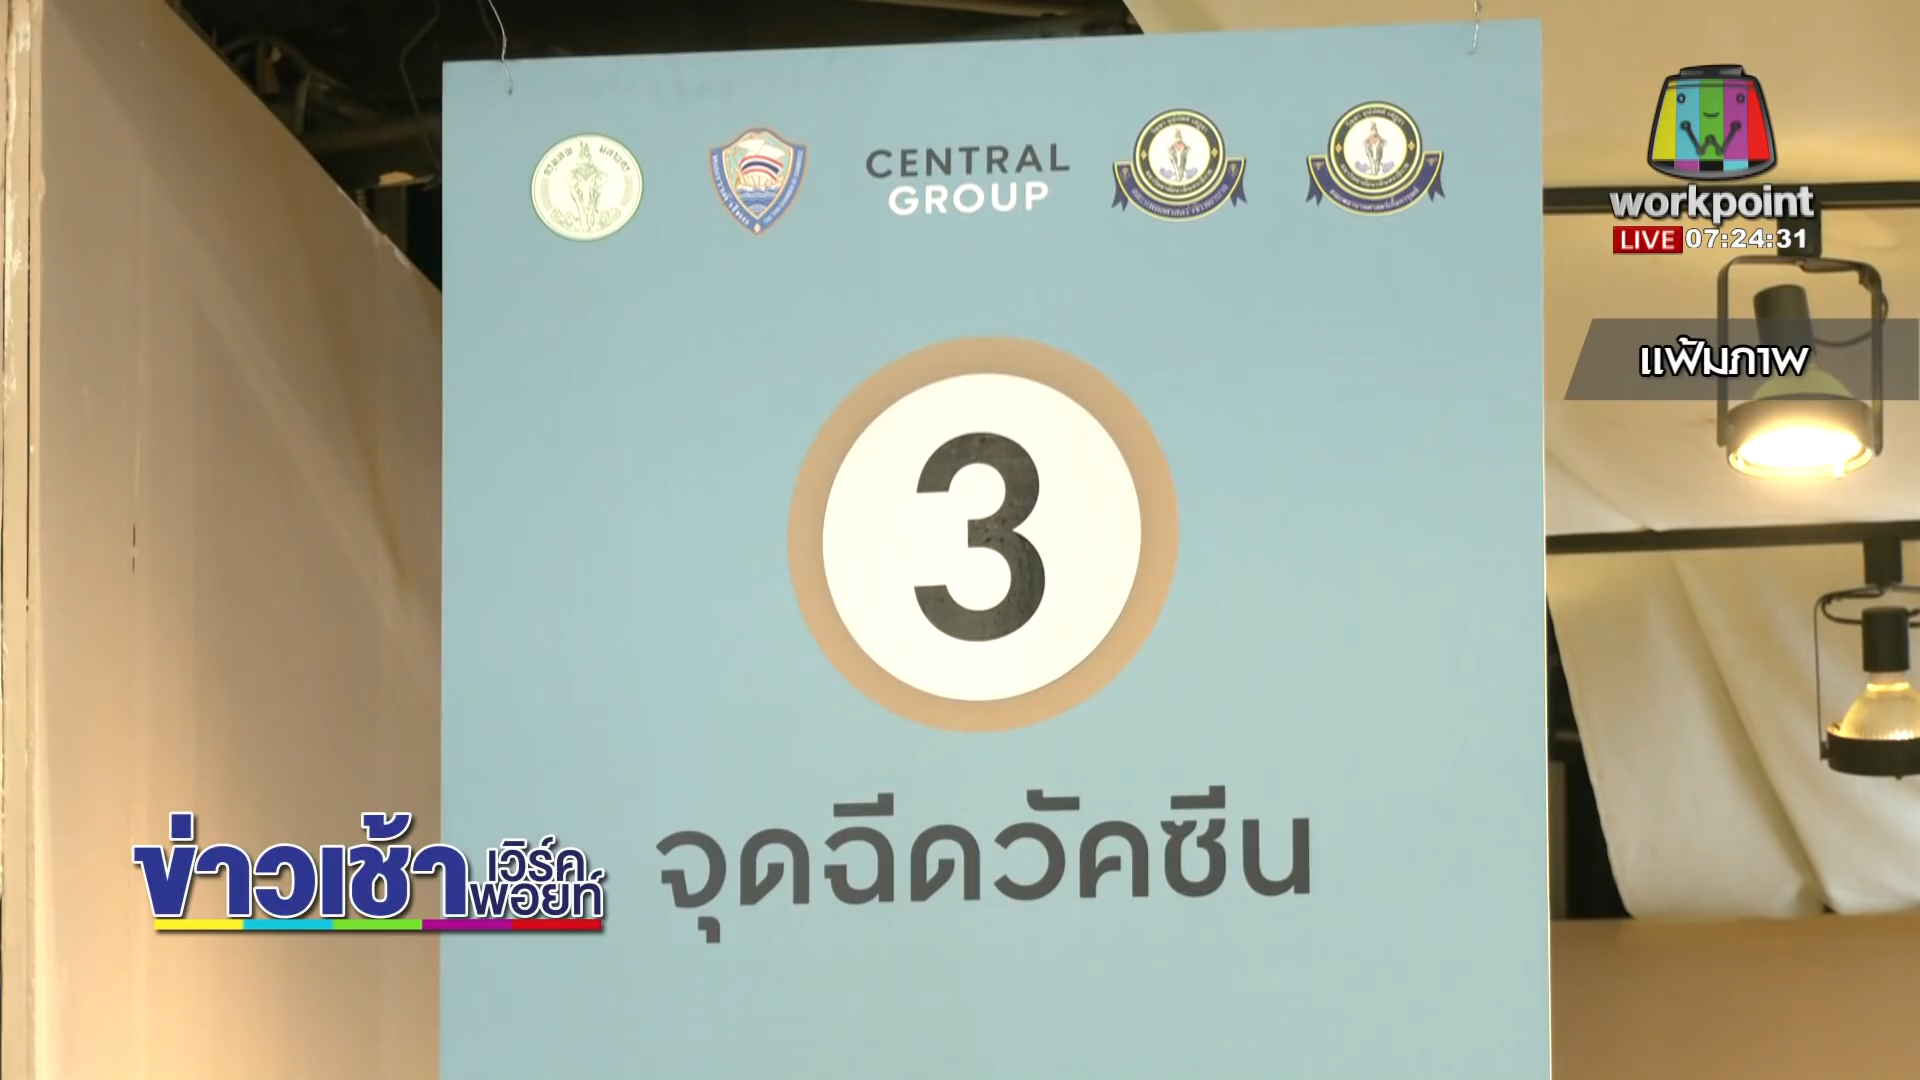 CENTRAL
GROUP
workpoint
LIVE 07:24:31
แฟ้มภาพ
3
จุดฉีดวัคซีน
ข่าวเช้า เวิร์ค
พอยท์